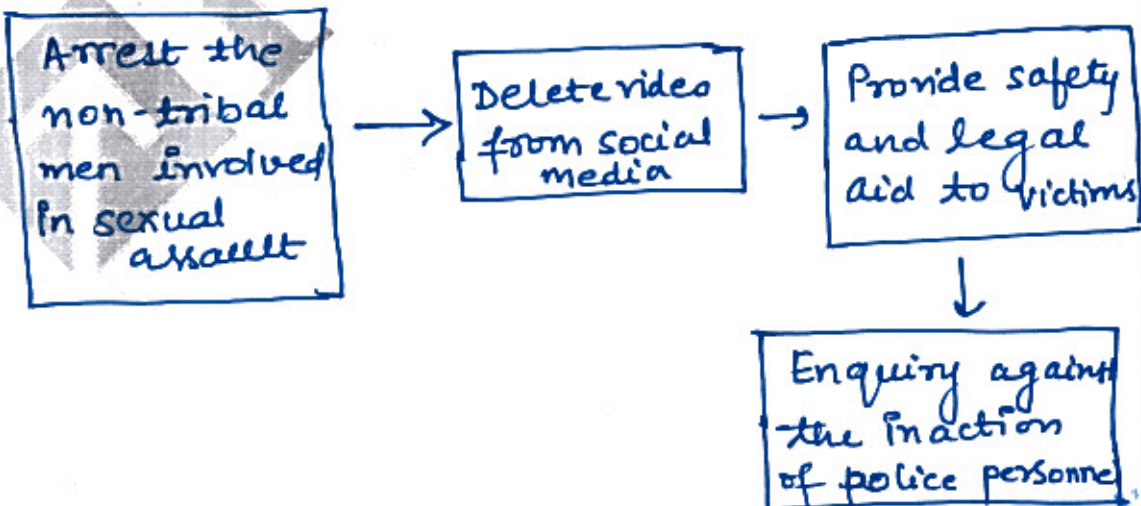 Arrest the
non-tribal
men involved
in sexual
assault
Delete video
from social
media
Provide safety
and legal
aid to victims
Enquiry against
the inaction
of police personnel